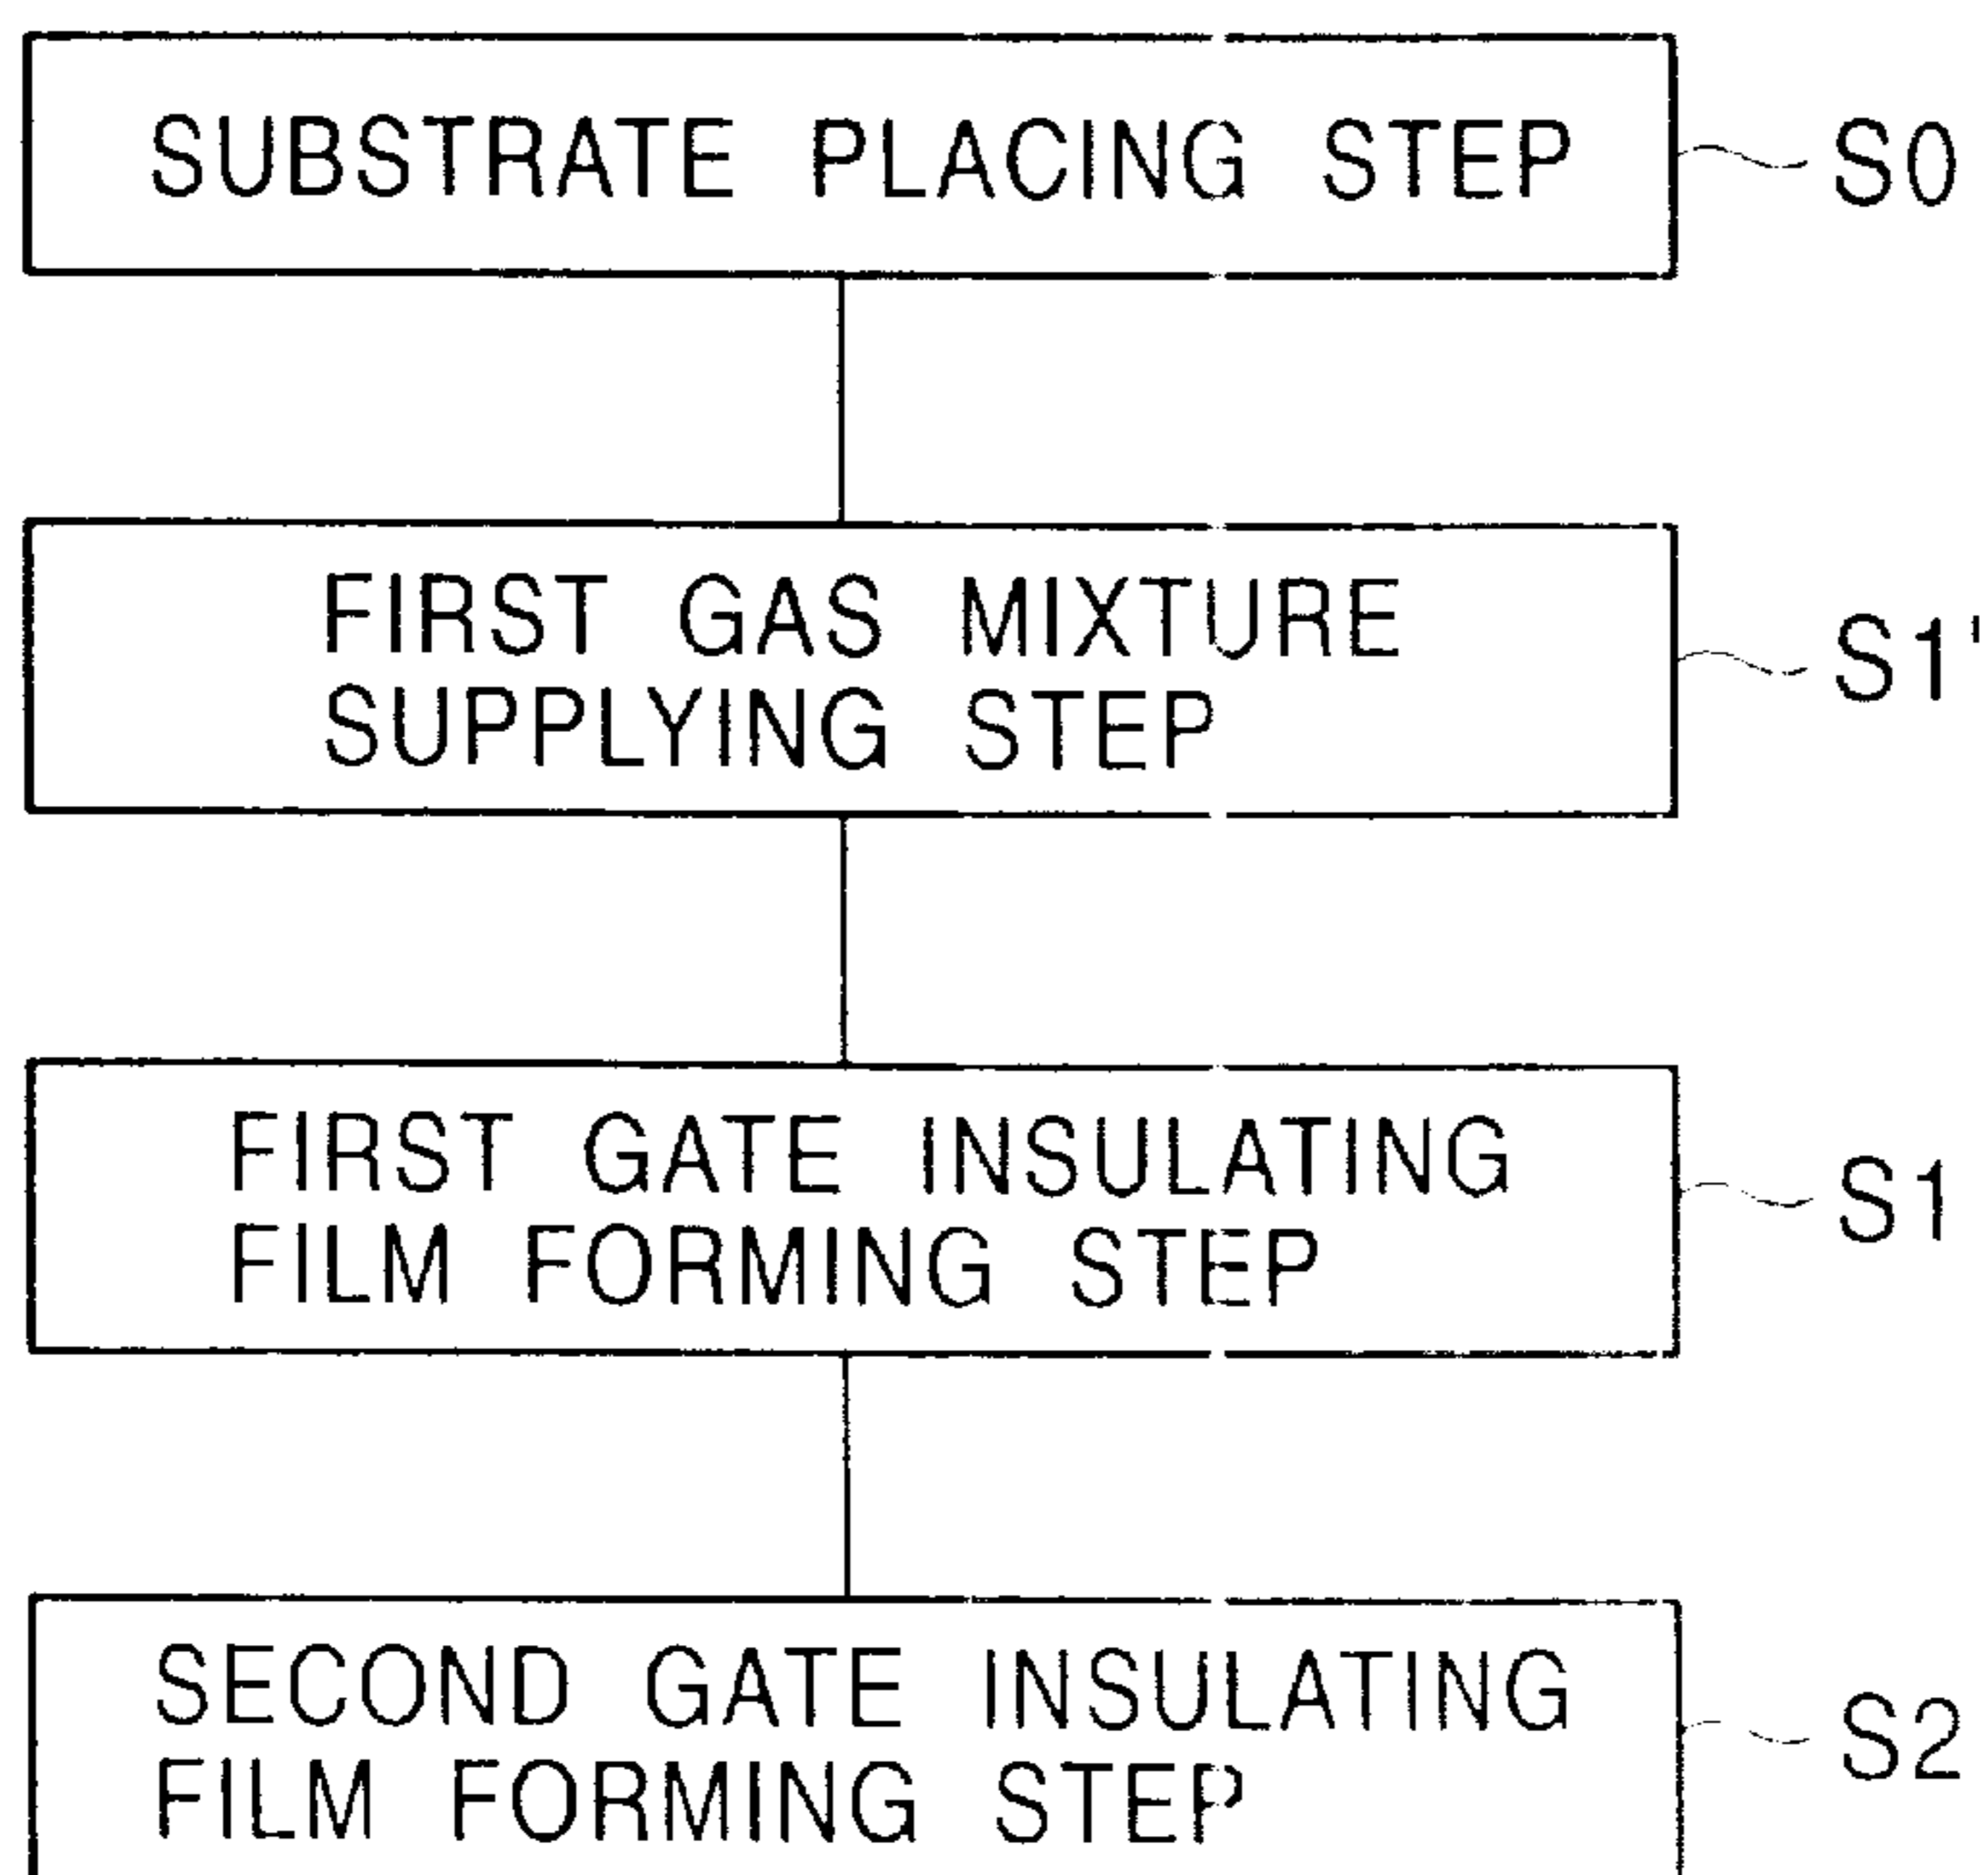 SUBSTRATE PLACING STEP
S0
FIRST GAS MIXTURE
SUPPLYING STEP
S1'
FIRST GATE INSULATING
FILM FORMING STEP
S1
SECOND GATE INSULATING
FILM FORMING STEP
S2